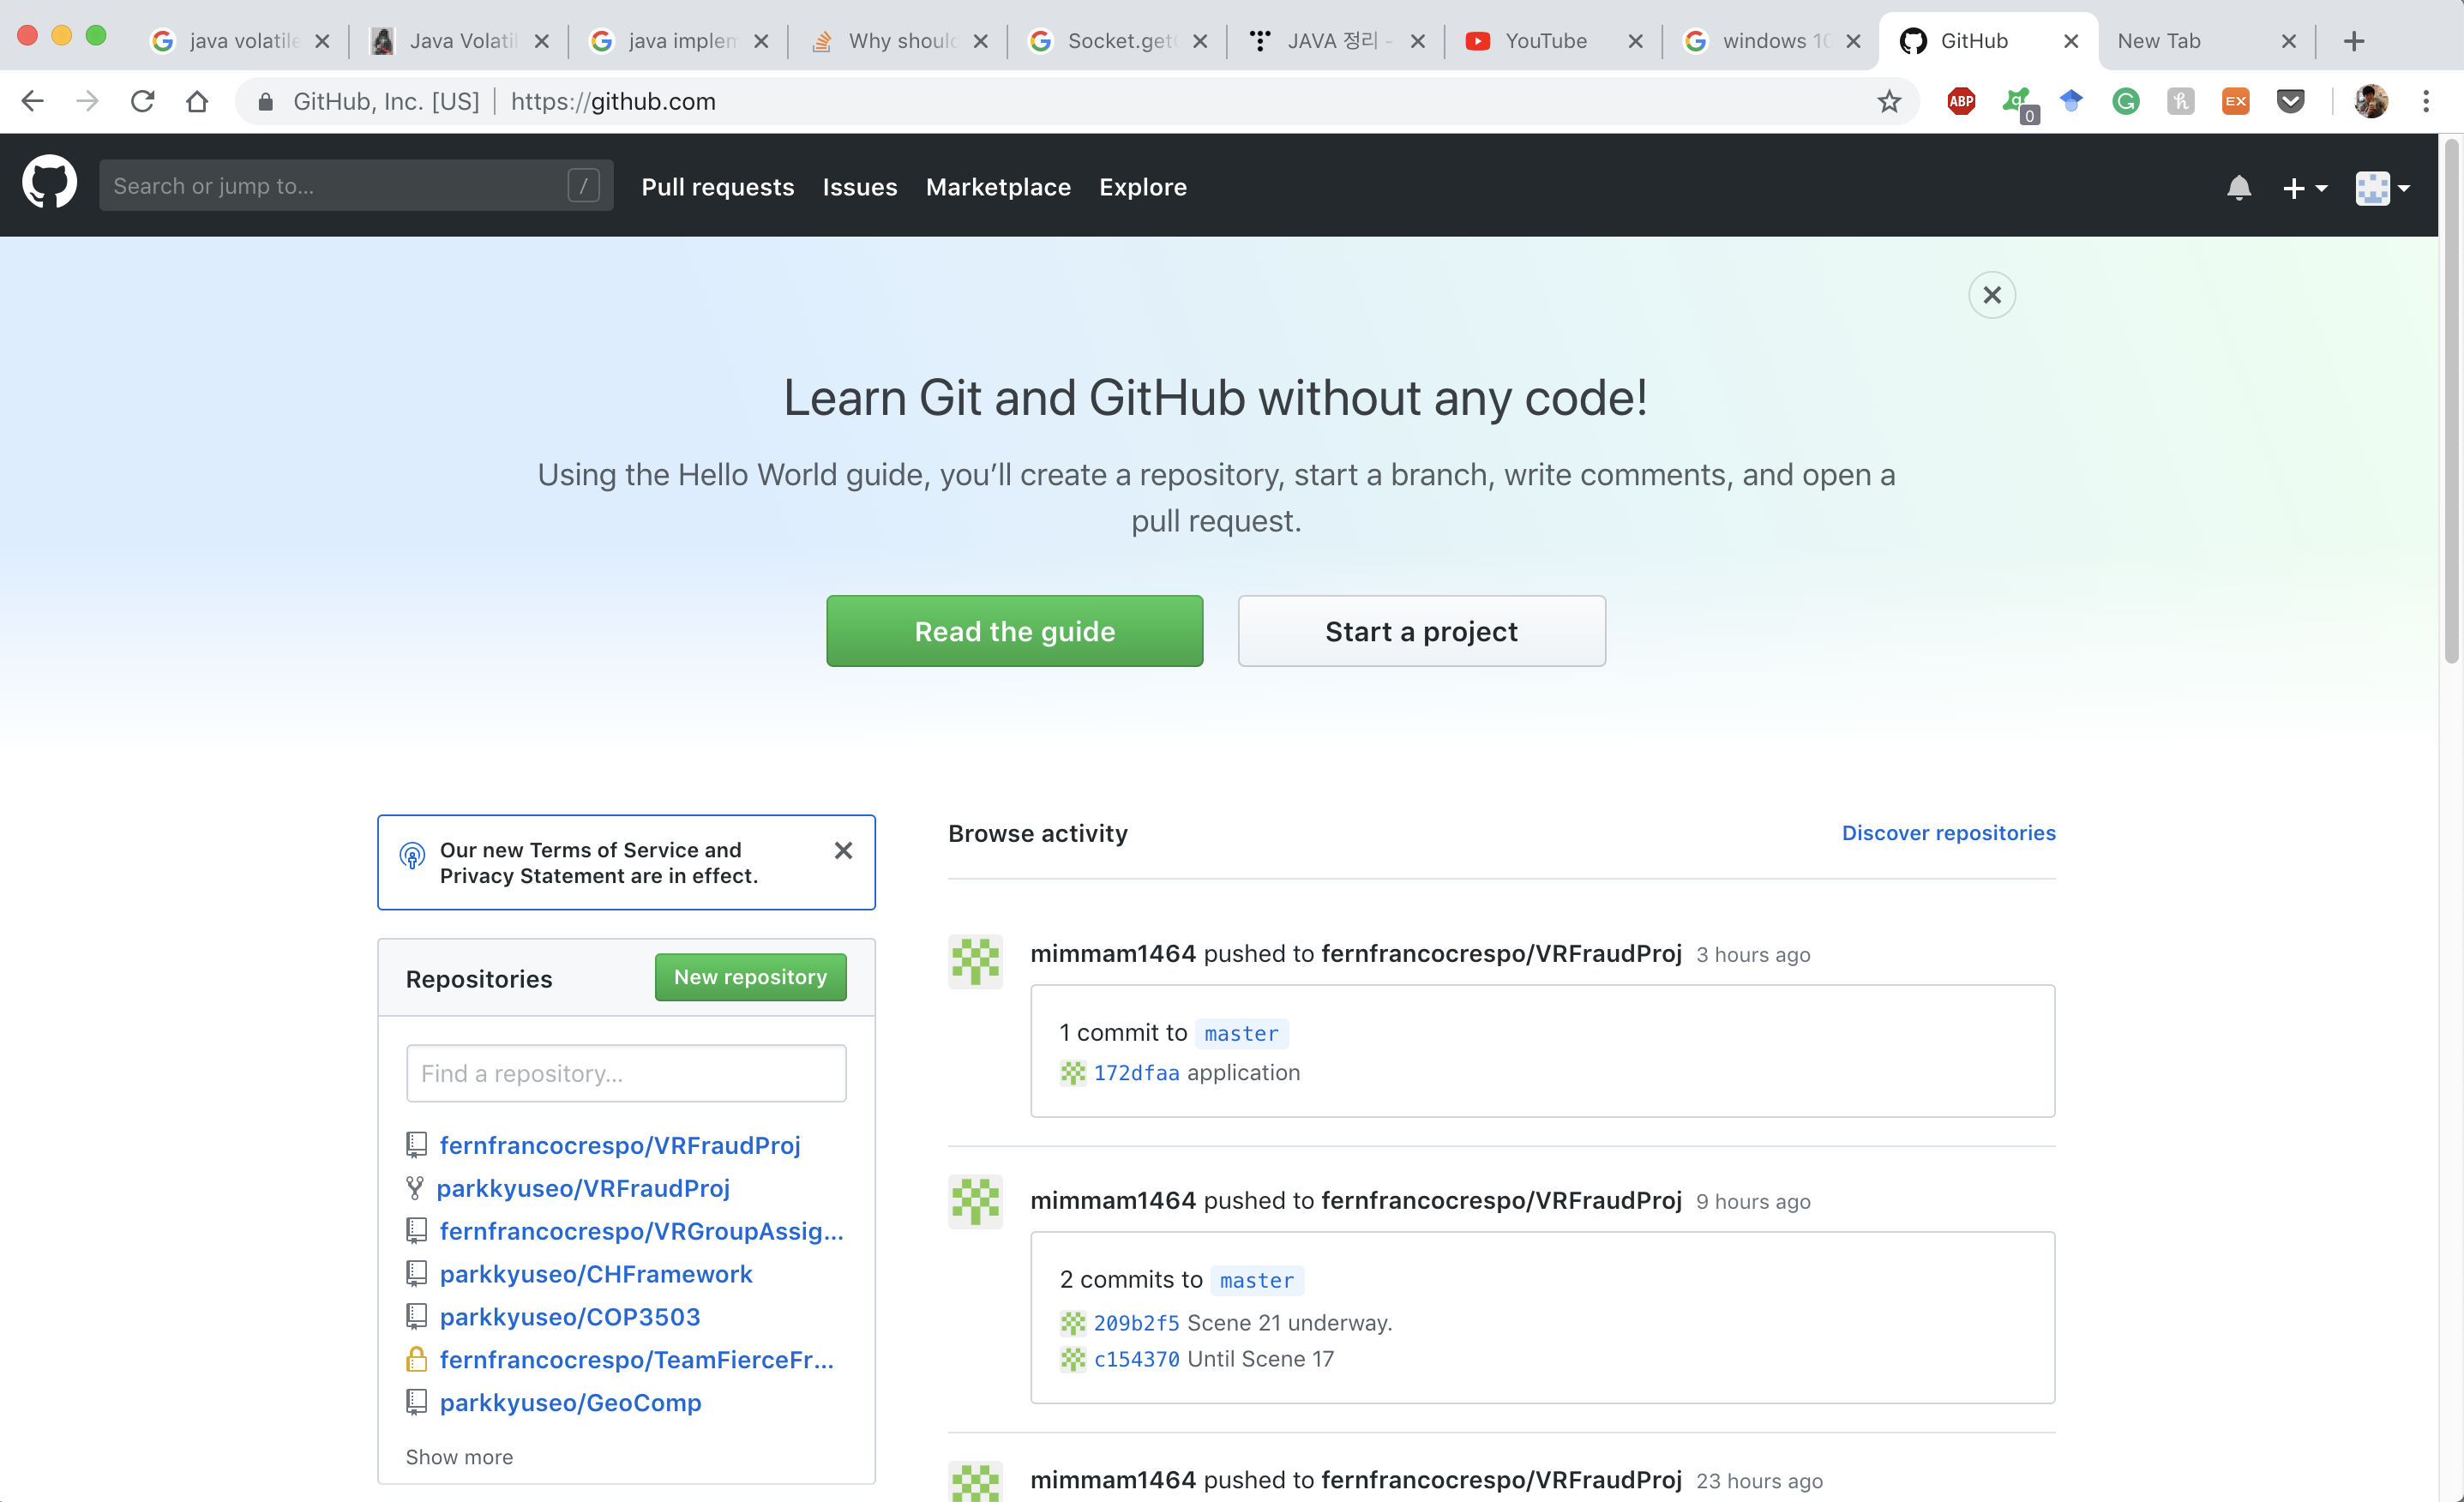 java volatile
Java Volati
java implem
Why should
Socket.get
JAVA 정리 -
YouTube
windows 10
GitHub
New Tab
GitHub, Inc. [US]
https://github.com
ABP
0
EX
Search or jump to...
/
Pull requests
Issues
Marketplace
Explore
Learn Git and GitHub without any code!
Using the Hello World guide, you’ll create a repository, start a branch, write comments, and open a
pull request.
Read the guide
Start a project
Our new Terms of Service and
Privacy Statement are in effect.
Repositories
New repository
Find a repository...
fernfrancocrespo/VRFraudProj
parkkyuseo/VRFraudProj
fernfrancocrespo/VRGroupAssig...
parkkyuseo/CHFramework
parkkyuseo/COP3503
fernfrancocrespo/TeamFierceFr...
parkkyuseo/GeoComp
Show more
Browse activity
Discover repositories
mimmam1464 pushed to fernfrancocrespo/VRFraudProj 3 hours ago
1 commit to master
172dfaa application
mimmam1464 pushed to fernfrancocrespo/VRFraudProj 9 hours ago
2 commits to master
209b2f5 Scene 21 underway.
c154370 Until Scene 17
mimmam1464 pushed to fernfrancocrespo/VRFraudProj 23 hours ago